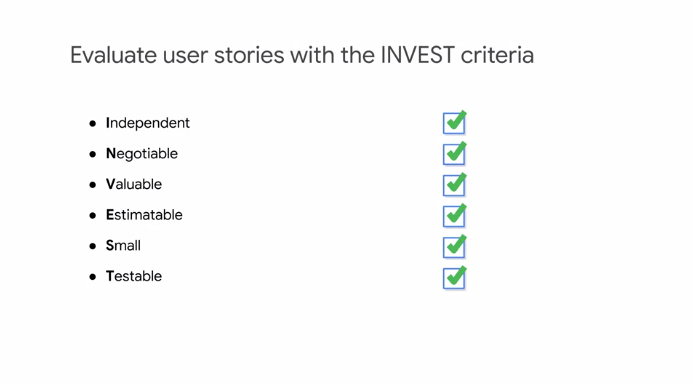 Evaluate user stories with the INVEST criteria
● Independent
● Negotiable
● Valuable
● Estimatable
● Small
● Testable